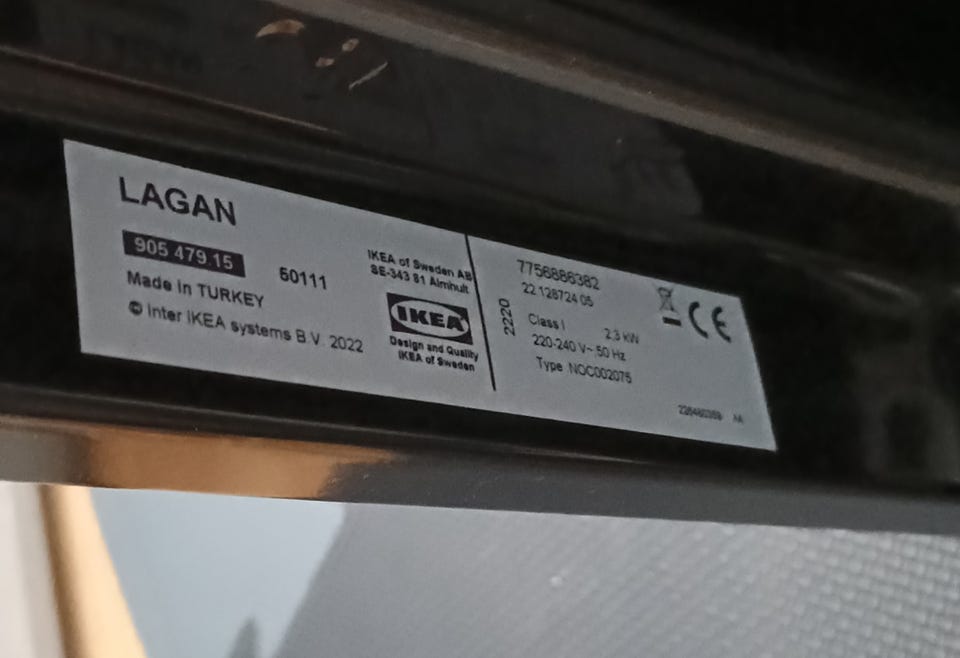 LAGAN
905 479.15
60111
Made in TURKEY
© Inter IKEA systems B.V. 2022
IKEA of Sweden AB
SE-343 81 Älmhult
IKEA
Design and Quality
IKEA of Sweden
2220
7756886382
22 128724 05
Class I 2.3 kW
220-240 V~ 50 Hz
Type NOC002075
CE
AA